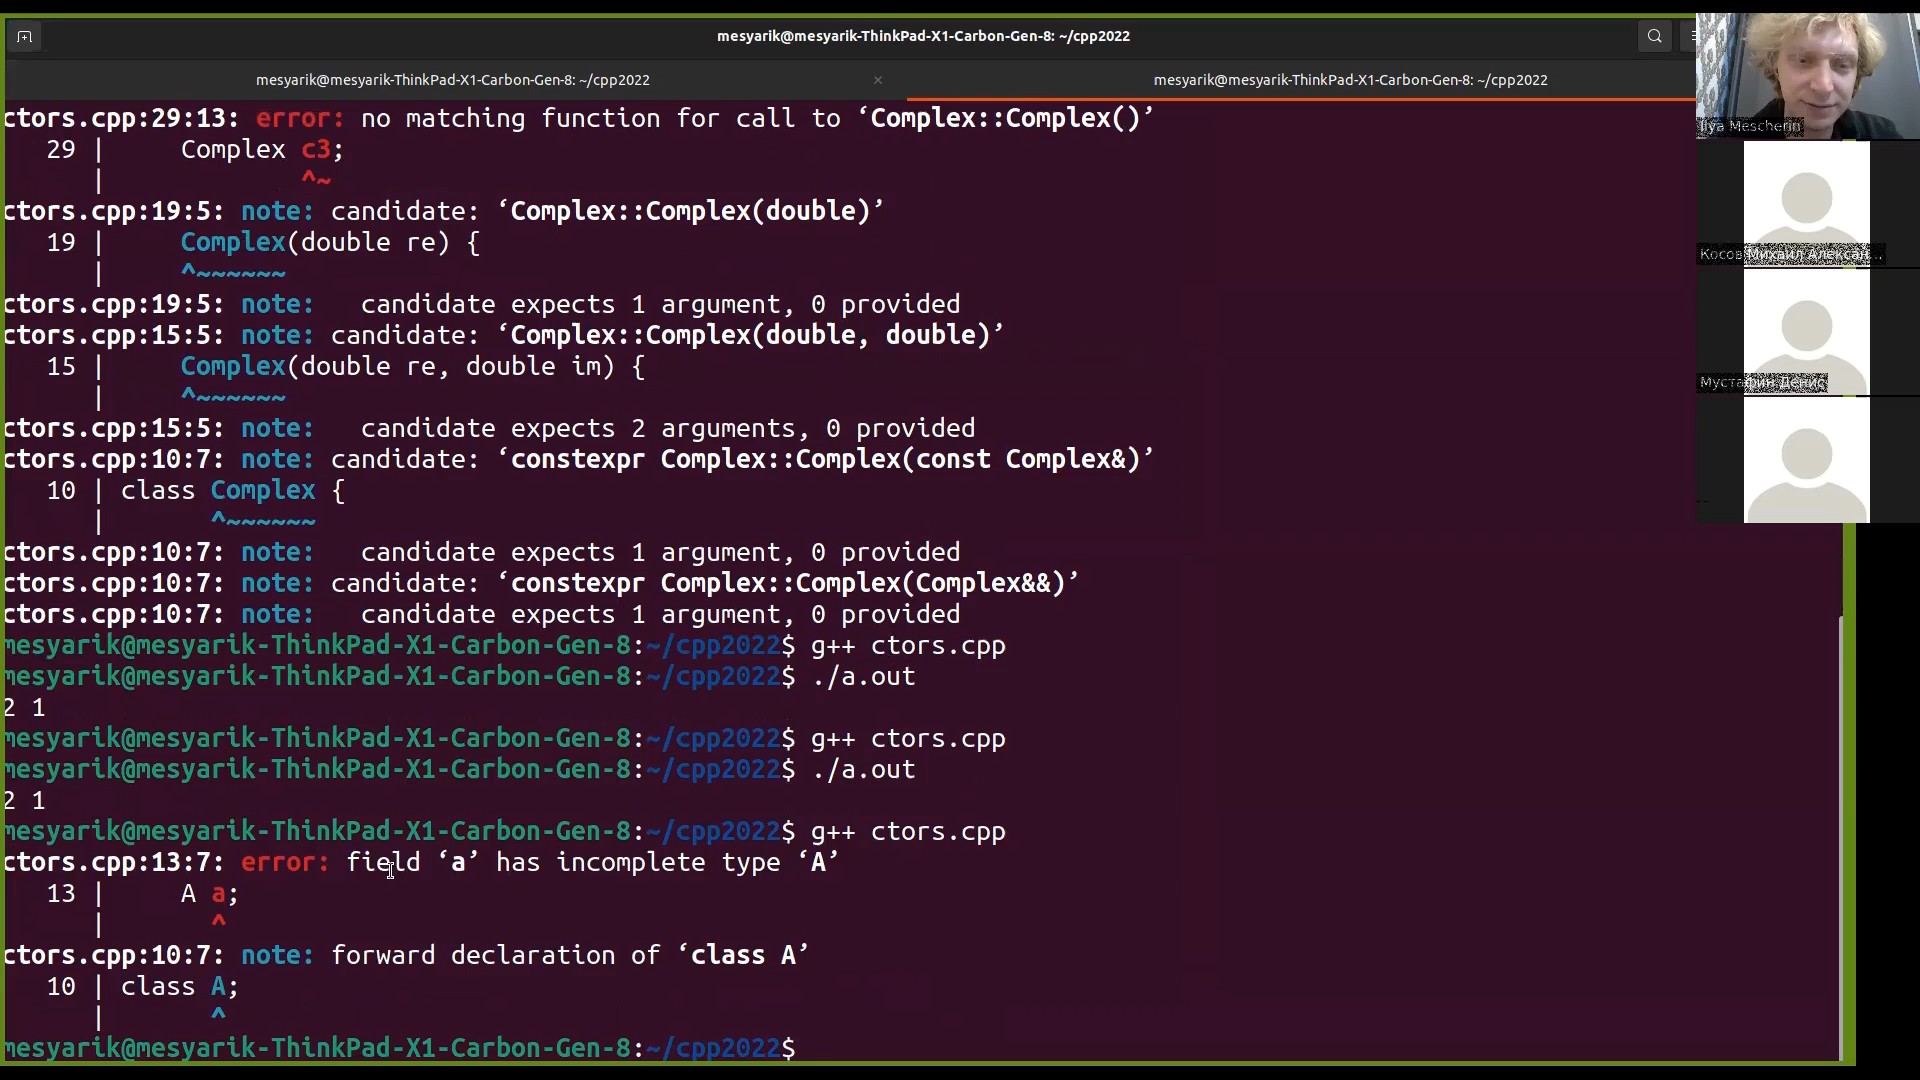 mesyarik@mesyarik-ThinkPad-X1-Carbon-Gen-8: ~/cpp2022
mesyarik@mesyarik-ThinkPad-X1-Carbon-Gen-8: ~/cpp2022
mesyarik@mesyarik-ThinkPad-X1-Carbon-Gen-8: ~/cpp2022
ctors.cpp:29:13: error: no matching function for call to ‘Complex::Complex()’
29 | Complex c3;
| ^~
ctors.cpp:19:5: note: candidate: ‘Complex::Complex(double)’
19 | Complex(double re) {
| ^~~~~~~
ctors.cpp:19:5: note: candidate expects 1 argument, 0 provided
ctors.cpp:15:5: note: candidate: ‘Complex::Complex(double, double)’
15 | Complex(double re, double im) {
| ^~~~~~~
ctors.cpp:15:5: note: candidate expects 2 arguments, 0 provided
ctors.cpp:10:7: note: candidate: ‘constexpr Complex::Complex(const Complex&)’
10 | class Complex {
| ^~~~~~~
ctors.cpp:10:7: note: candidate expects 1 argument, 0 provided
ctors.cpp:10:7: note: candidate: ‘constexpr Complex::Complex(Complex&&)’
ctors.cpp:10:7: note: candidate expects 1 argument, 0 provided
mesyarik@mesyarik-ThinkPad-X1-Carbon-Gen-8:~/cpp2022$ g++ ctors.cpp
mesyarik@mesyarik-ThinkPad-X1-Carbon-Gen-8:~/cpp2022$ ./a.out
2 1
mesyarik@mesyarik-ThinkPad-X1-Carbon-Gen-8:~/cpp2022$ g++ ctors.cpp
mesyarik@mesyarik-ThinkPad-X1-Carbon-Gen-8:~/cpp2022$ ./a.out
2 1
mesyarik@mesyarik-ThinkPad-X1-Carbon-Gen-8:~/cpp2022$ g++ ctors.cpp
ctors.cpp:13:7: error: field ‘a’ has incomplete type ‘A’
13 | A a;
| ^
ctors.cpp:10:7: note: forward declaration of ‘class A’
10 | class A;
| ^
mesyarik@mesyarik-ThinkPad-X1-Carbon-Gen-8:~/cpp2022$
Ilya Mescherin
Косов Михаил Алексан...
Мустафин Денис